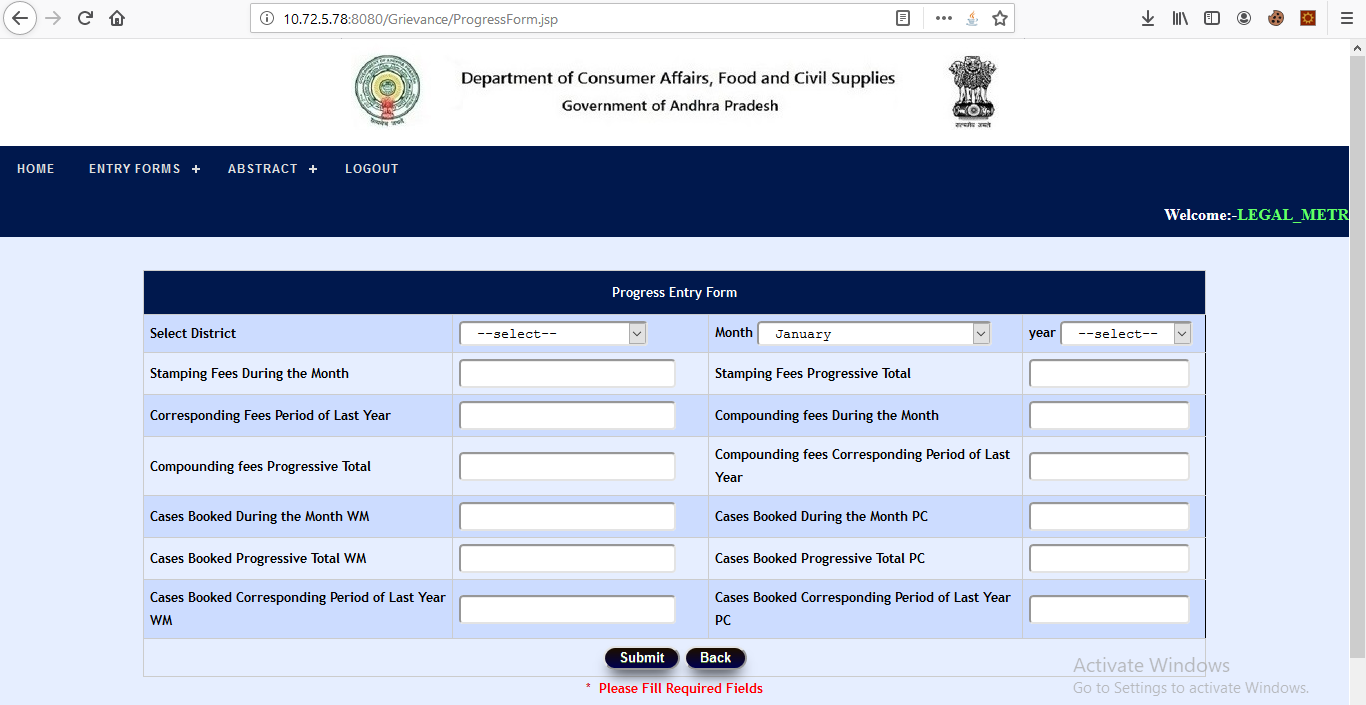 10.72.5.78:8080/Grievance/ProgressForm.jsp
Department of Consumer Affairs, Food and Civil Supplies
Government of Andhra Pradesh
HOME ENTRY FORMS + ABSTRACT + LOGOUT
Welcome:-LEGAL_METR
Progress Entry Form
Select District --select-- Month January year --select--
Stamping Fees During the Month Stamping Fees Progressive Total
Corresponding Fees Period of Last Year Compounding fees During the Month
Compounding fees Progressive Total Compounding fees Corresponding Period of Last
Year
Cases Booked During the Month WM Cases Booked During the Month PC
Cases Booked Progressive Total WM Cases Booked Progressive Total PC
Cases Booked Corresponding Period of Last Year Cases Booked Corresponding Period of Last Year
WM PC
Submit Back
* Please Fill Required Fields
Activate Windows
Go to Settings to activate Windows.